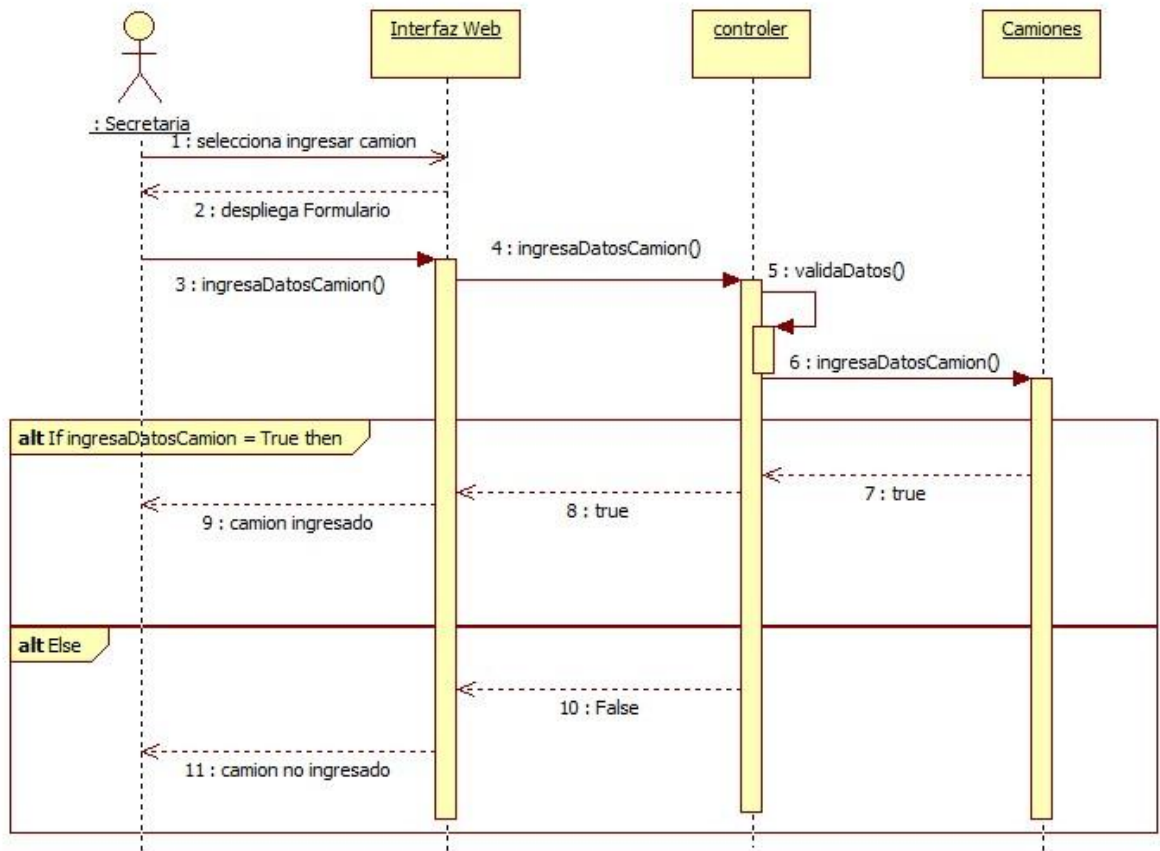 Interfaz Web
controler
Camiones
: Secretaria
1 : selecciona ingresar camion
2 : despliega Formulario
3 : ingresaDatosCamion()
4 : ingresaDatosCamion()
5 : validaDatos()
6 : ingresaDatosCamion()
alt If ingresaDatosCamion = True then
7 : true
8 : true
9 : camion ingresado
alt Else
10 : False
11 : camion no ingresado